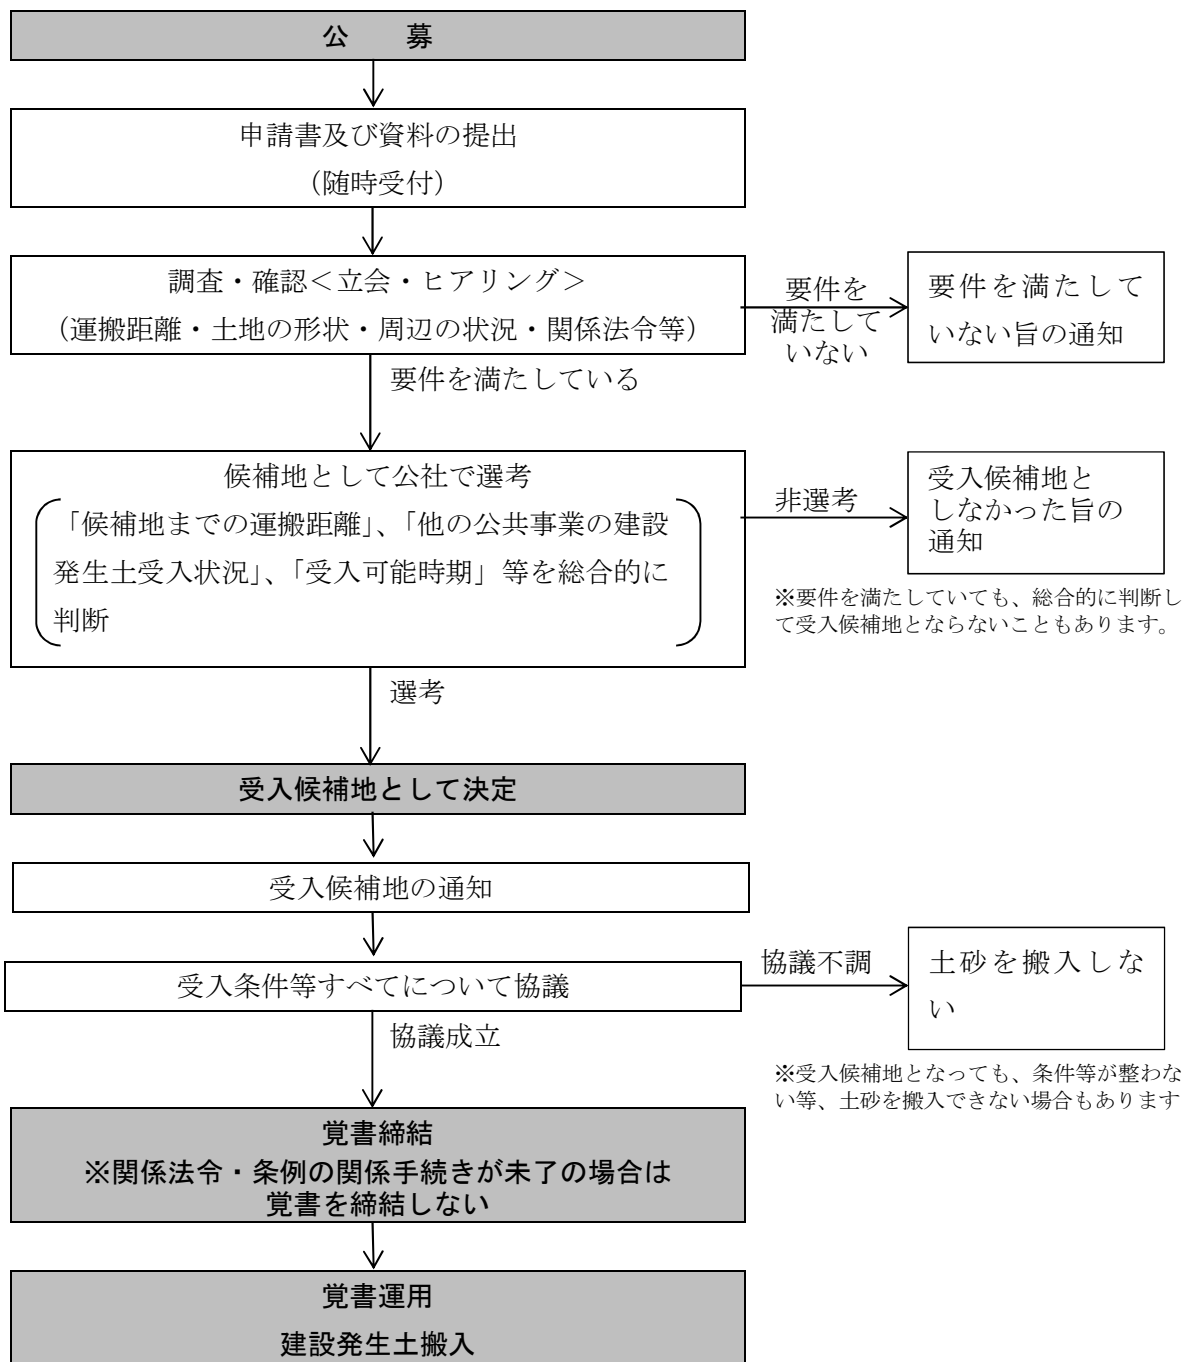 公　　募
申請書及び資料の提出
（随時受付）
調査・確認＜立会・ヒアリング＞
（運搬距離・土地の形状・周辺の状況・関係法令等）
要件を
満たして
いない
要件を満たして
いない旨の通知
要件を満たしている
候補地として公社で選考
「候補地までの運搬距離」、「他の公共事業の建設
発生土受入状況」、「受入可能時期」等を総合的に
判断
非選考
受入候補地と
しなかった旨の
通知
※要件を満たしていても、総合的に判断し
て受入候補地とならないこともあります。
選考
受入候補地として決定
受入候補地の通知
受入条件等すべてについて協議
協議不調
土砂を搬入しな
い
協議成立
※受入候補地となっても、条件等が整わな
い等、土砂を搬入できない場合もあります
覚書締結
※関係法令・条例の関係手続きが未了の場合は
覚書を締結しない
覚書運用
建設発生土搬入